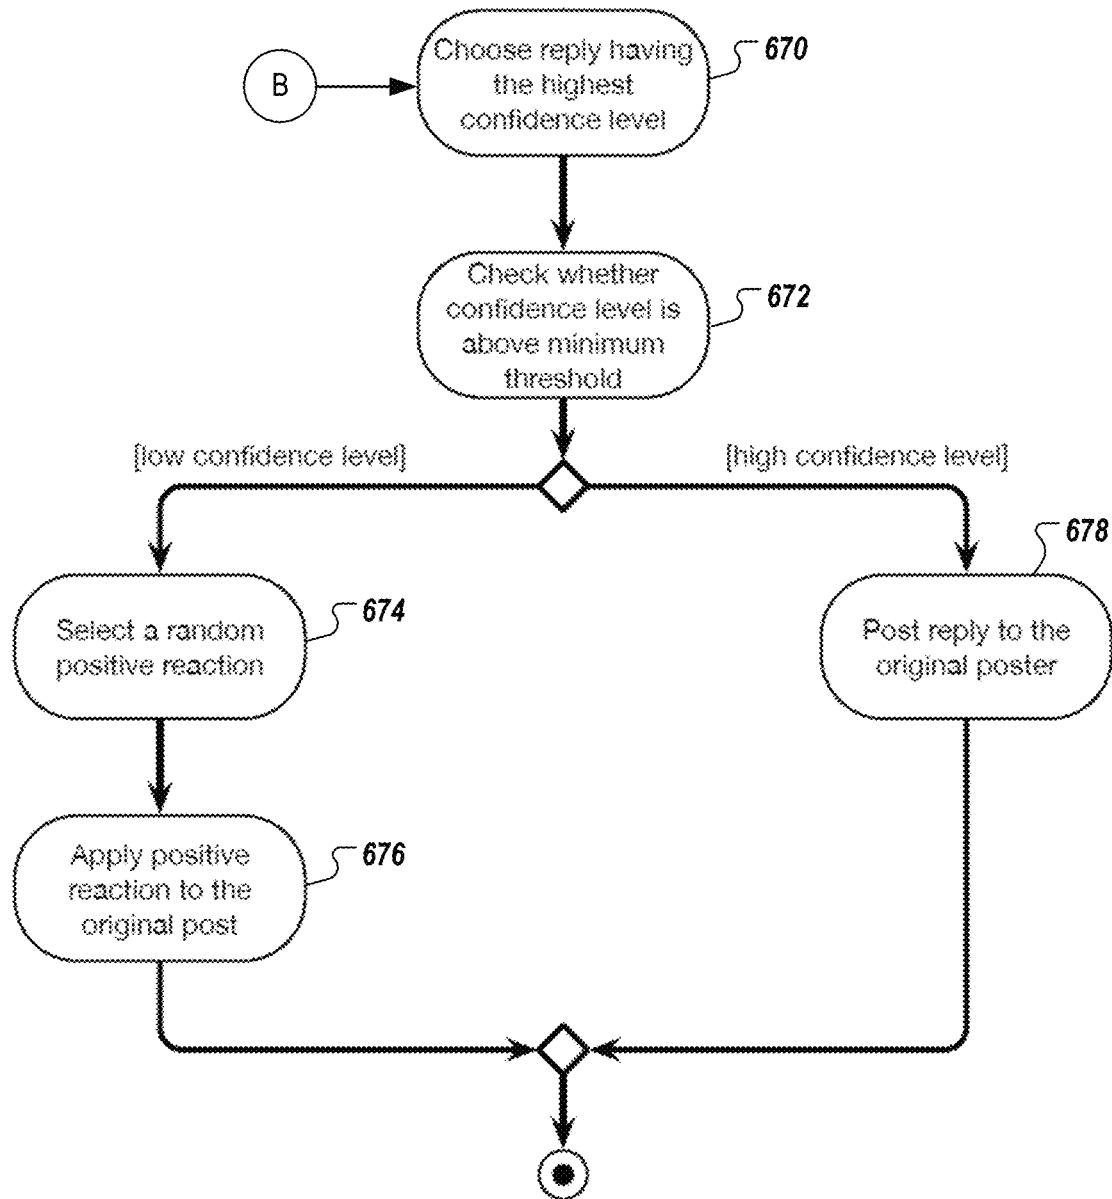 B
Choose reply having
the highest
confidence level
670
Check whether
confidence level is
above minimum
threshold
672
[low confidence level]
[high confidence level]
678
Select a random
positive reaction
674
Post reply to the
original poster
Apply positive
reaction to the
original post
676